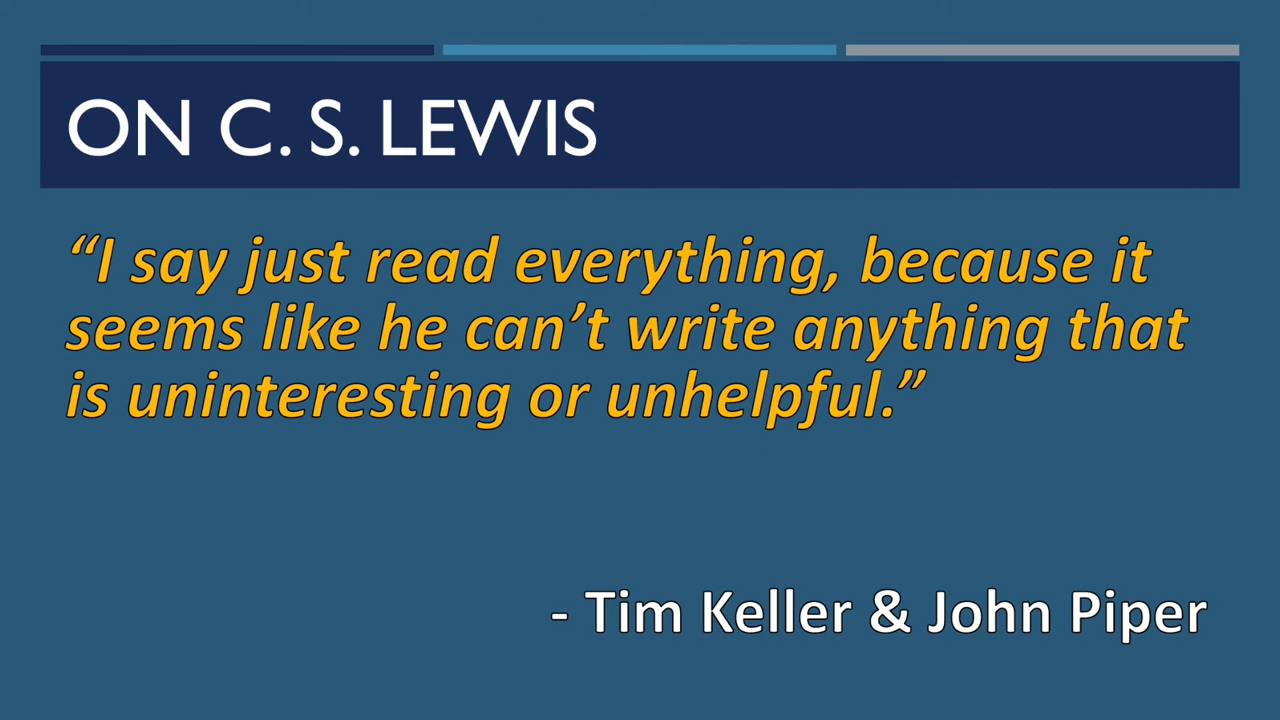 ON C. S. LEWIS
“I say just read everything, because it
seems like he can’t write anything that
is uninteresting or unhelpful.”
- Tim Keller & John Piper